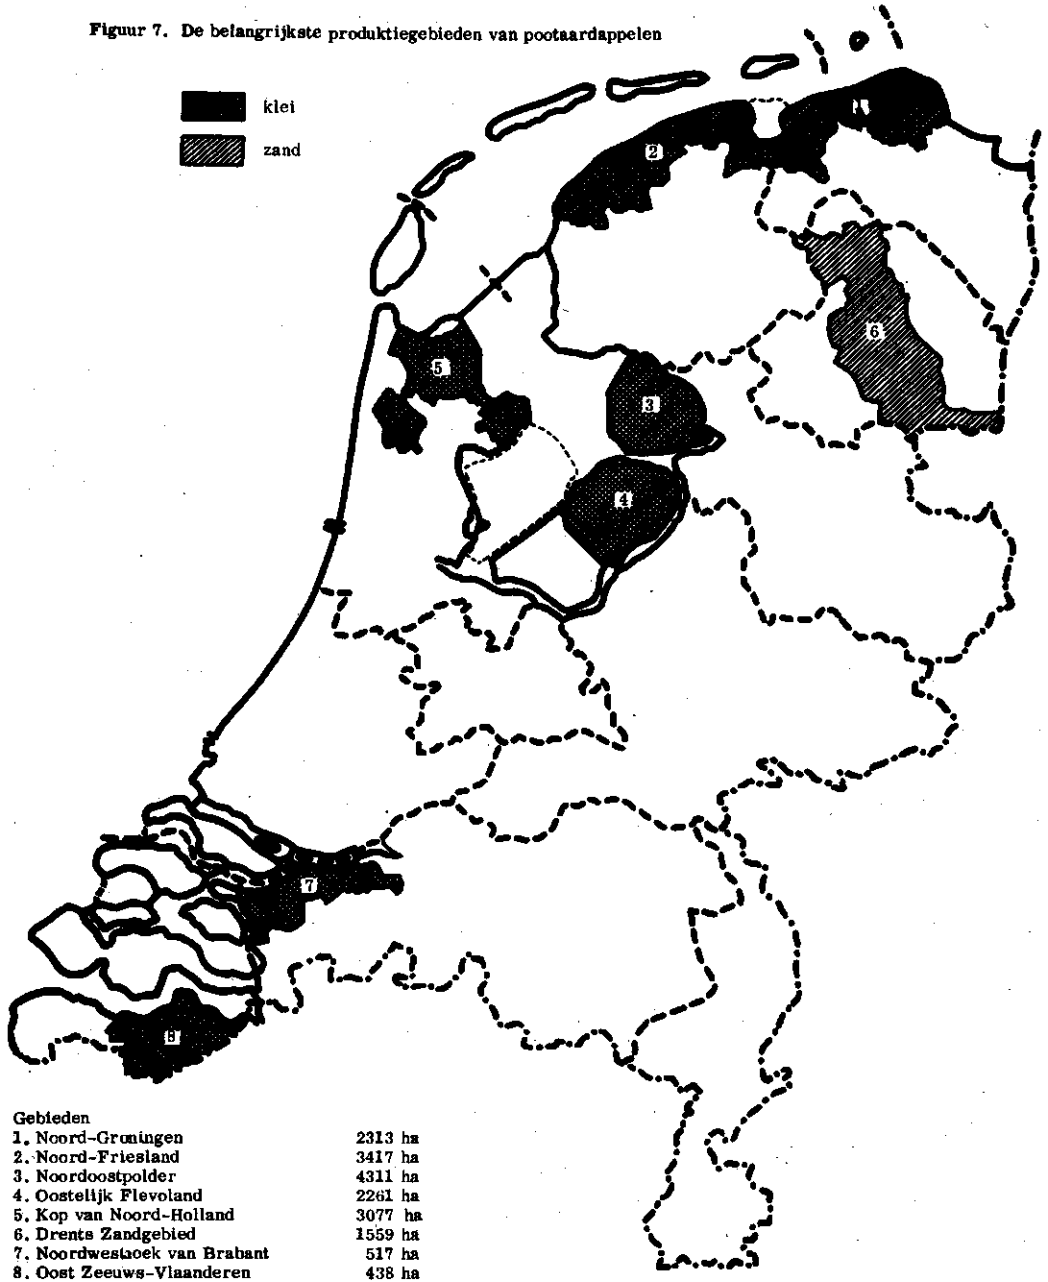 Figuur 7. De belangrijkste produktiegebieden van pootaardappelen
klei
zand
1
2
6
5
3
4
7
8
Gebieden
1. Noord-Groningen 2313 ha
2. Noord-Friesland 3417 ha
3. Noordoostpolder 4311 ha
4. Oostelijk Flevoland 2261 ha
5. Kop van Noord-Holland 3077 ha
6. Drents Zandgebied 1559 ha
7. Noordwesthoek van Brabant 517 ha
8. Oost Zeeuws-Vlaanderen 438 ha